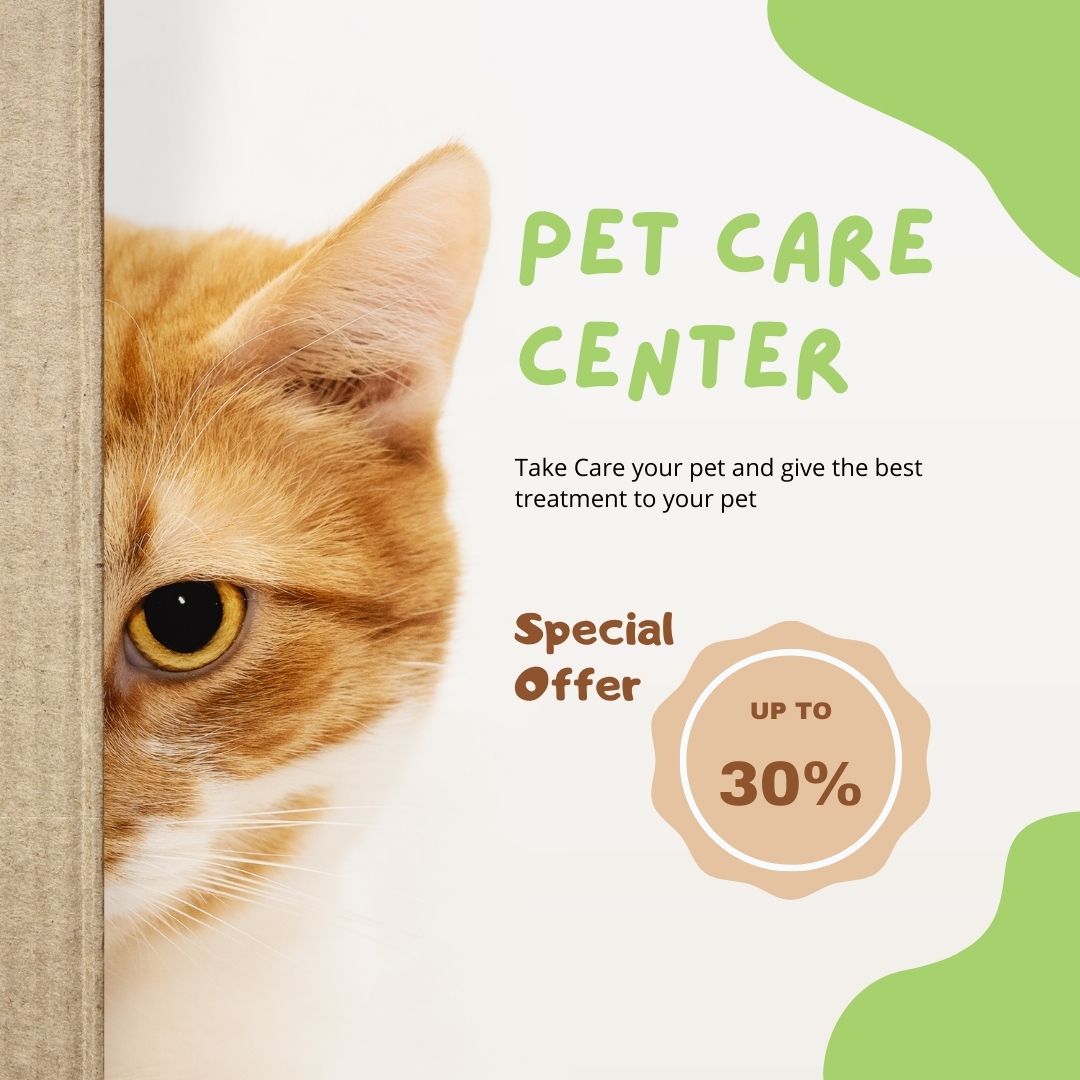 PET CARE
CENTER
Take Care your pet and give the best
treatment to your pet
Special
Offer
UP TO
30%